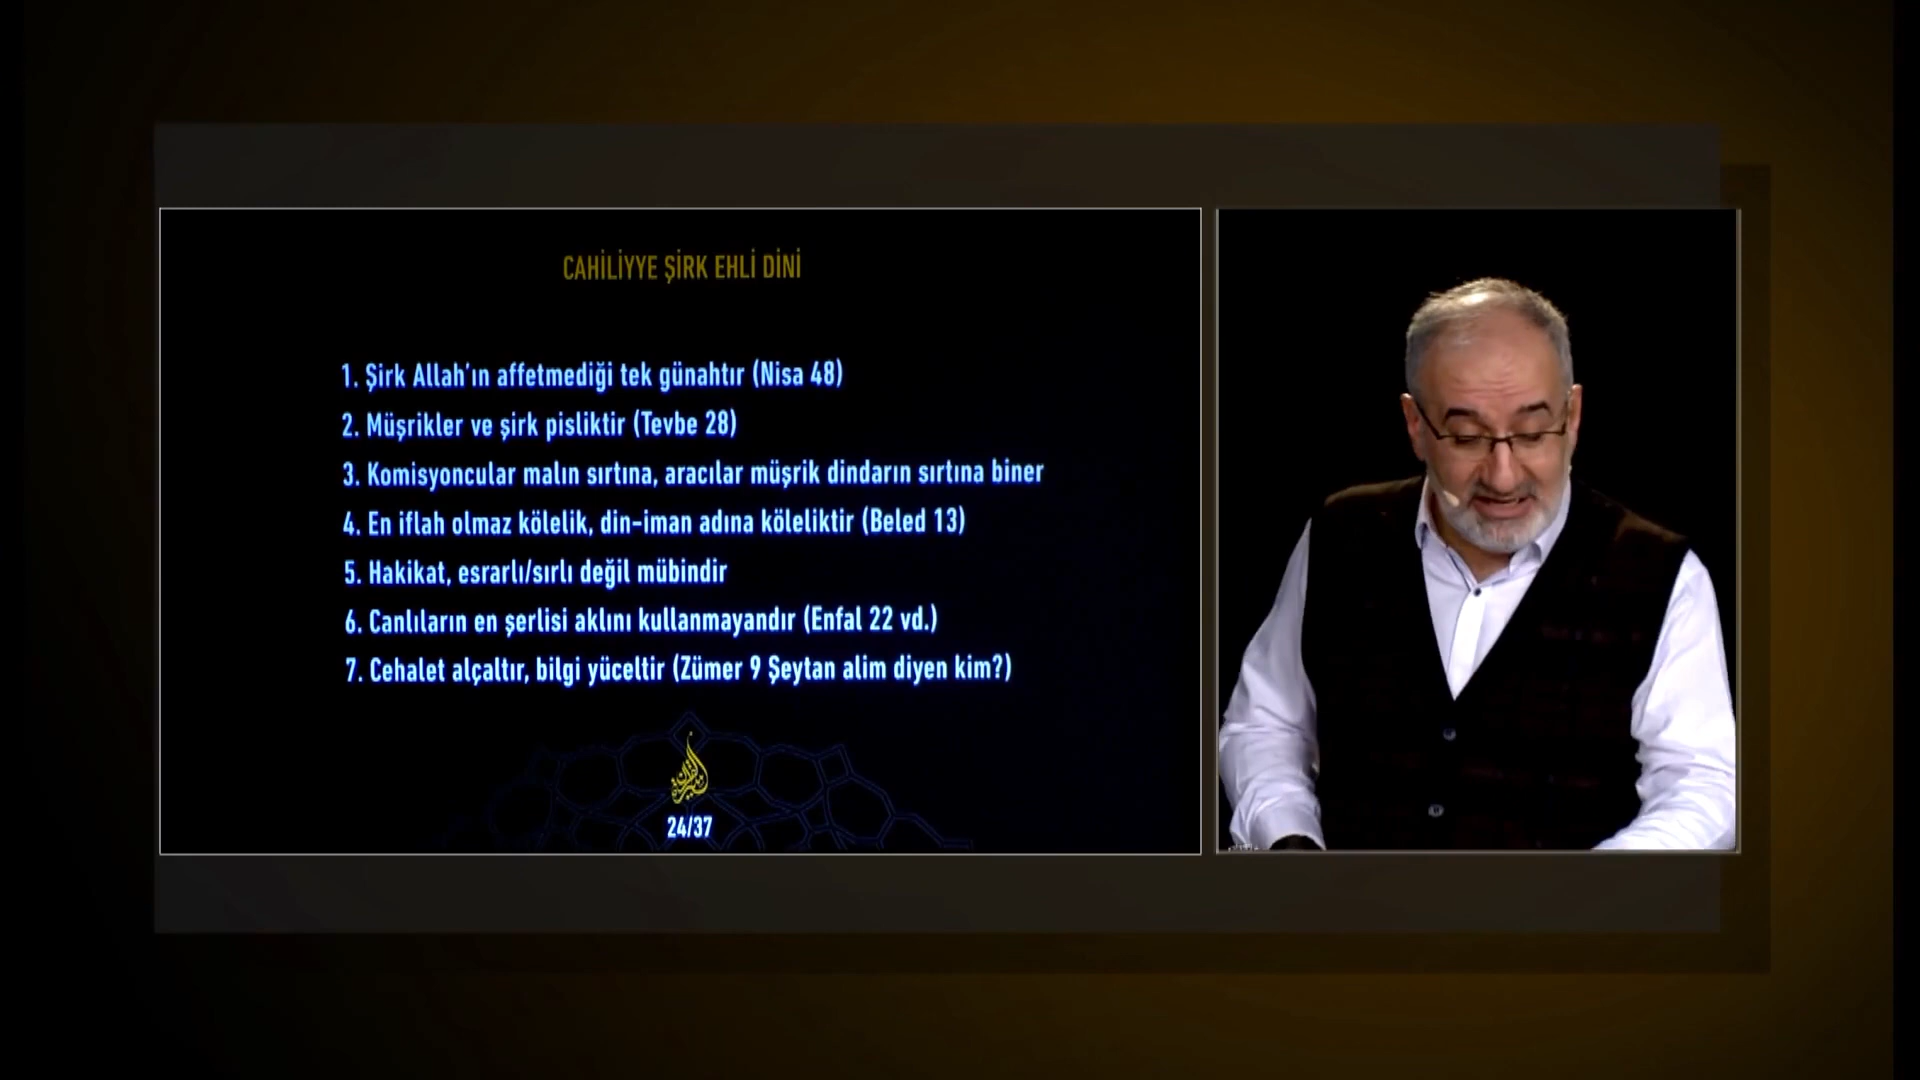 CAHİLİYYE ŞİRK EHLİ DİNİ
1. Şirk Allah'ın affetmediği tek günahtır (Nisa 48)
2. Müşrikler ve şirk pisliktir (Tevbe 28)
3. Komisyoncular malın sırtına, aracılar müşrik dindarın sırtına biner
4. En iflah olmaz kölelik, din-iman adına köleliktir (Beled 13)
5. Hakikat, esrarlı/sırlı değil mübindir
6. Canlıların en şerlisi aklını kullanmayandır (Enfal 22 vd.)
7. Cehalet alçaltır, bilgi yüceltir (Zümer 9 Şeytan alim diyen kim?)
24/37